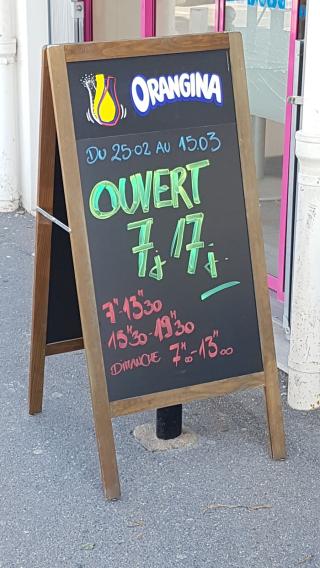 ORANGINA
DU 25.02 AU 15.03
OUVERT
7j/7j.
7H-13H30
15H30-19H30
DIMANCHE 7H00-13H00